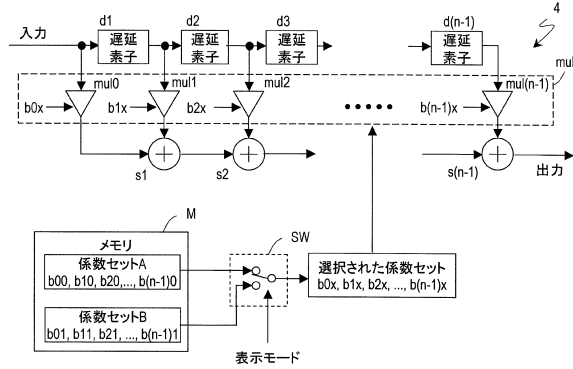 d1 d2 d3 d(n-1) 4
入力
遅延素子 遅延素子 遅延素子 遅延素子
mul
mul0 mul1 mul2 mul(n-1)
b0x b1x b2x ••••• b(n-1)x
s1 s2 s(n-1)
出力
M
メモリ
SW
係数セットA
b00, b10, b20,..., b(n-1)0
係数セットB
b01, b11, b21, ..., b(n-1)1
選択された係数セット
b0x, b1x, b2x, ..., b(n-1)x
表示モード